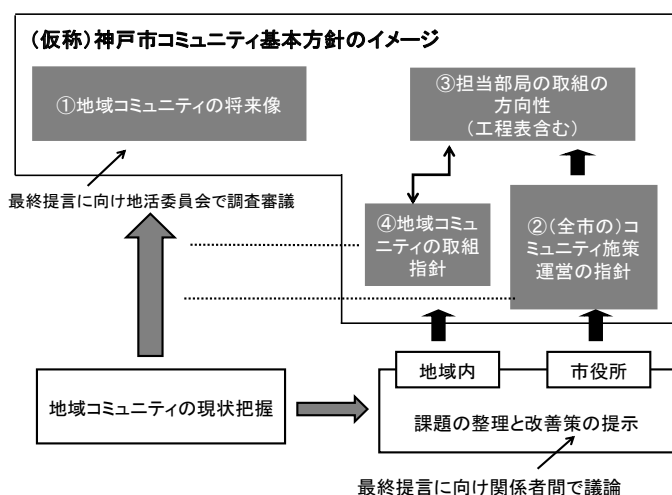 (仮称)神戸市コミュニティ基本方針のイメージ
①地域コミュニティの将来像
③担当部局の取組の
方向性
(工程表含む)
最終提言に向け地活委員会で調査審議
④地域コミュ
ニティの取組
指針
②(全市の)コ
ミュニティ施策
運営の指針
地域内
市役所
地域コミュニティの現状把握
課題の整理と改善策の提示
最終提言に向け関係者間で議論